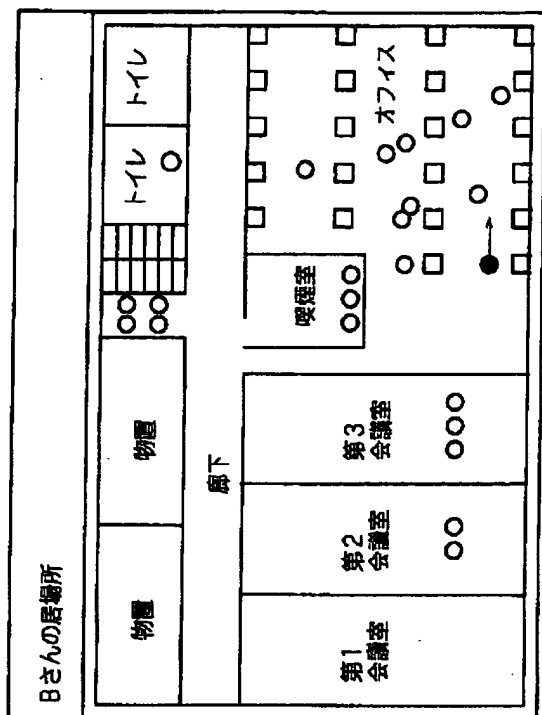 Bさんの居場所
物置
物置
トイレ
トイレ
廊下
第1
会議室
第2
会議室
第3
会議室
喫煙室
オフィス